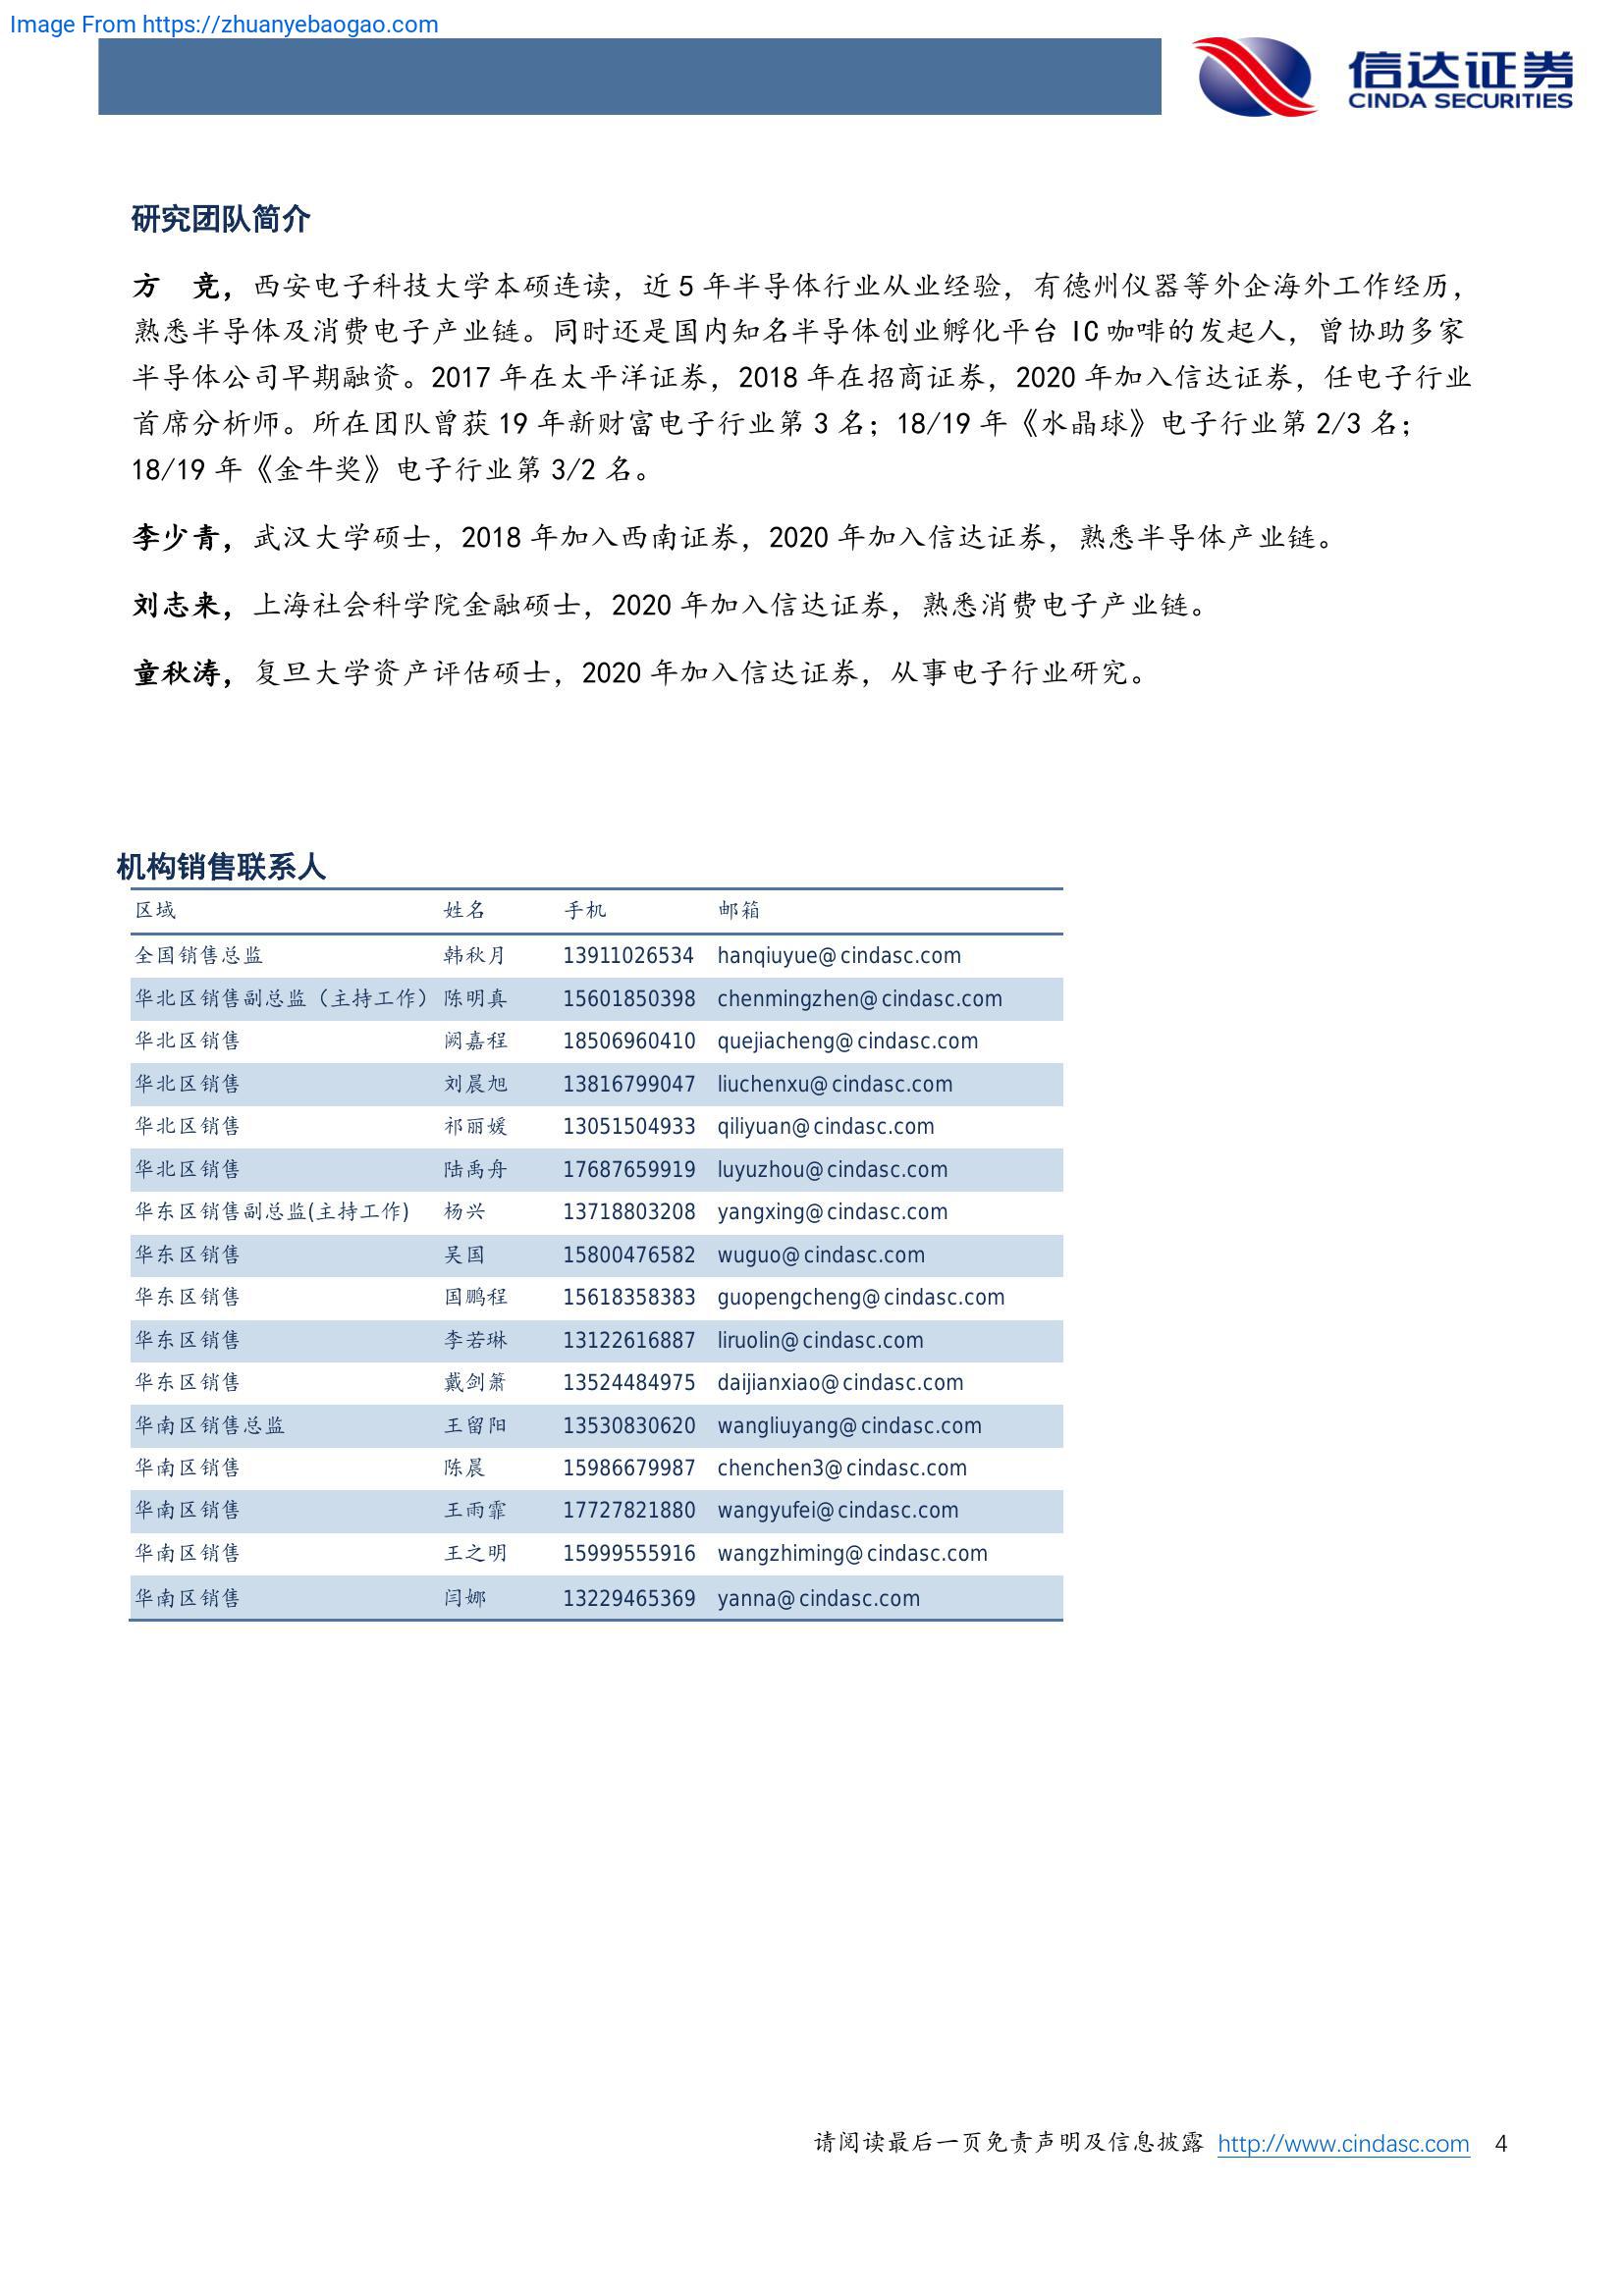 Image From https://zhuanyebaogao.com
信达证券
CINDA SECURITIES
研究团队简介
方　竞，西安电子科技大学本硕连读，近 5 年半导体行业从业经验，有德州仪器等外企海外工作经历，
熟悉半导体及消费电子产业链。同时还是国内知名半导体创业孵化平台 IC 咖啡的发起人，曾协助多家
半导体公司早期融资。2017 年在太平洋证券，2018 年在招商证券，2020 年加入信达证券，任电子行业
首席分析师。所在团队曾获 19 年新财富电子行业第 3 名；18/19 年《水晶球》电子行业第 2/3 名；
18/19 年《金牛奖》电子行业第 3/2 名。
李少青，武汉大学硕士，2018 年加入西南证券，2020 年加入信达证券，熟悉半导体产业链。
刘志来，上海社会科学院金融硕士，2020 年加入信达证券，熟悉消费电子产业链。
童秋涛，复旦大学资产评估硕士，2020 年加入信达证券，从事电子行业研究。
机构销售联系人
区域 姓名 手机 邮箱
全国销售总监 韩秋月 13911026534 hanqiuyue@cindasc.com
华北区销售副总监（主持工作） 陈明真 15601850398 chenmingzhen@cindasc.com
华北区销售 阙嘉程 18506960410 quejiacheng@cindasc.com
华北区销售 刘晨旭 13816799047 liuchenxu@cindasc.com
华北区销售 祁丽媛 13051504933 qiliyuan@cindasc.com
华北区销售 陆禹舟 17687659919 luyuzhou@cindasc.com
华东区销售副总监(主持工作) 杨兴 13718803208 yangxing@cindasc.com
华东区销售 吴国 15800476582 wuguo@cindasc.com
华东区销售 国鹏程 15618358383 guopengcheng@cindasc.com
华东区销售 李若琳 13122616887 liruolin@cindasc.com
华东区销售 戴剑箫 13524484975 daijianxiao@cindasc.com
华南区销售总监 王留阳 13530830620 wangliuyang@cindasc.com
华南区销售 陈晨 15986679987 chenchen3@cindasc.com
华南区销售 王雨霏 17727821880 wangyufei@cindasc.com
华南区销售 王之明 15999555916 wangzhiming@cindasc.com
华南区销售 闫娜 13229465369 yanna@cindasc.com
请阅读最后一页免责声明及信息披露 http://www.cindasc.com 4